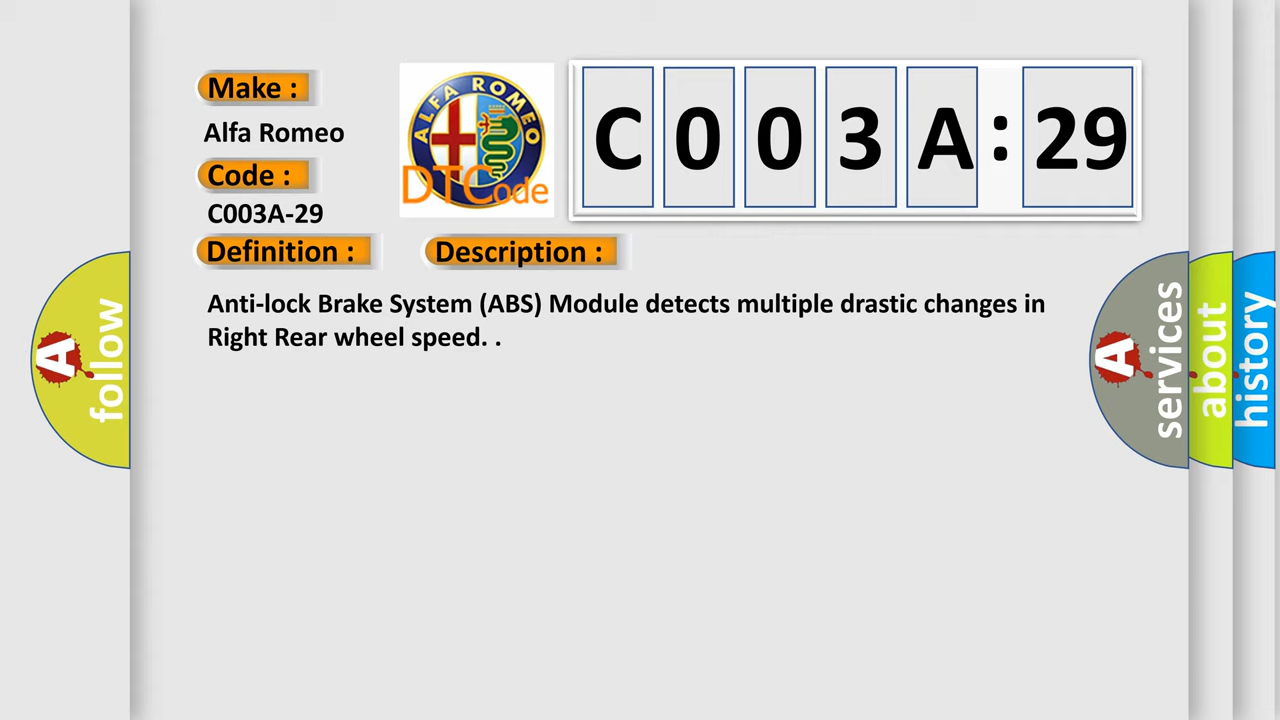 Make :
Alfa Romeo
Code :
C003A-29
ALFA ROMEO
DTCode
C003A:29
Definition :
Description :
Anti-lock Brake System (ABS) Module detects multiple drastic changes in
Right Rear wheel speed. .
A follow
A services
about
history